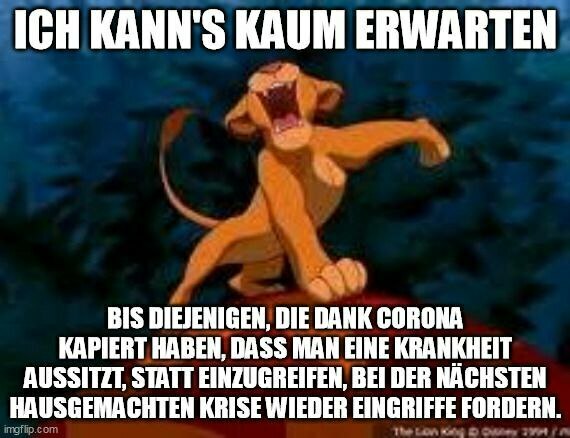 ICH KANN'S KAUM ERWARTEN
BIS DIEJENIGEN, DIE DANK CORONA
KAPIERT HABEN, DASS MAN EINE KRANKHEIT
AUSSITZT, STATT EINZUGREIFEN, BEI DER NÄCHSTEN
HAUSGEMACHTEN KRISE WIEDER EINGRIFFE FORDERN.
imgflip.com
The Lion King © Disney 1994 /